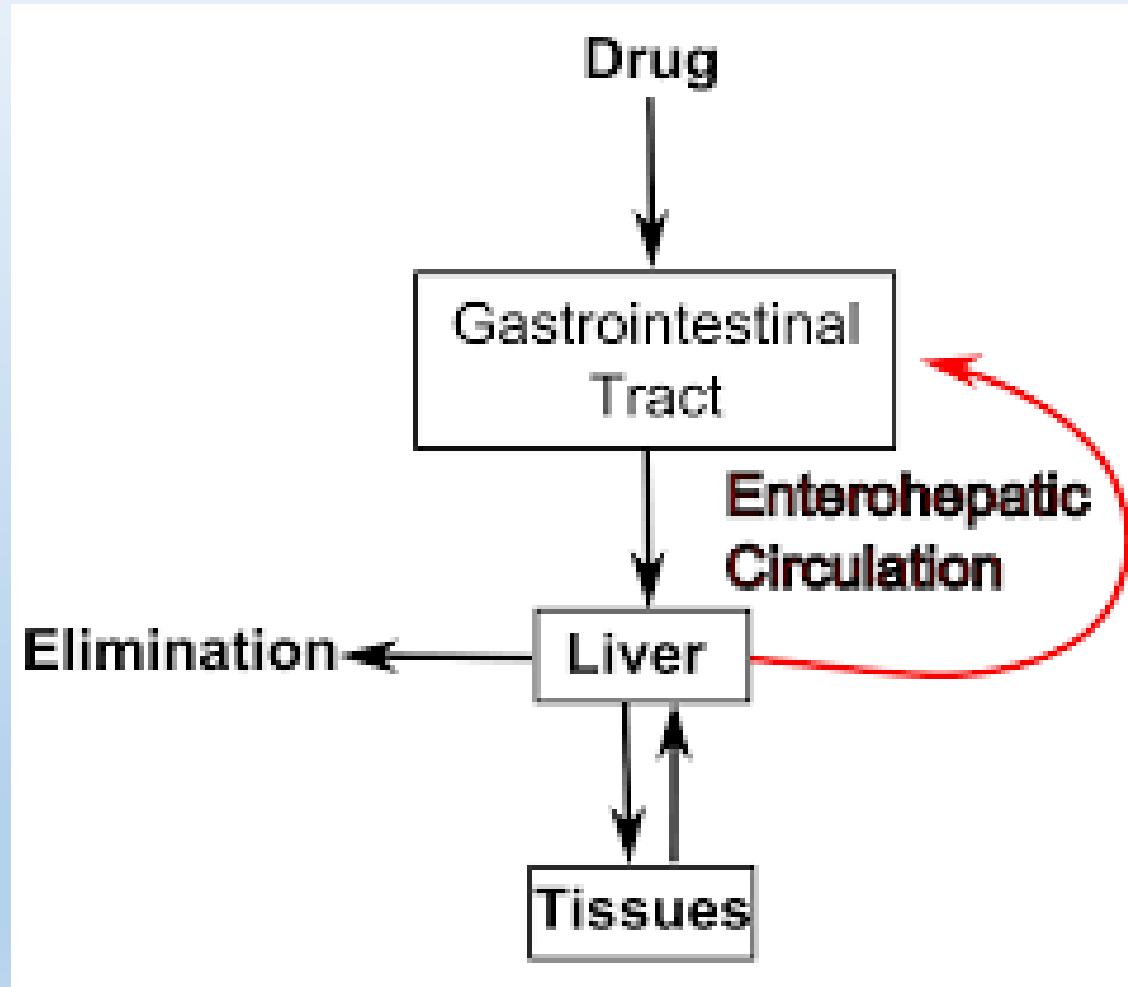 Drug
Gastrointestinal
Tract
Enterohepatic
Circulation
Elimination
Liver
Tissues